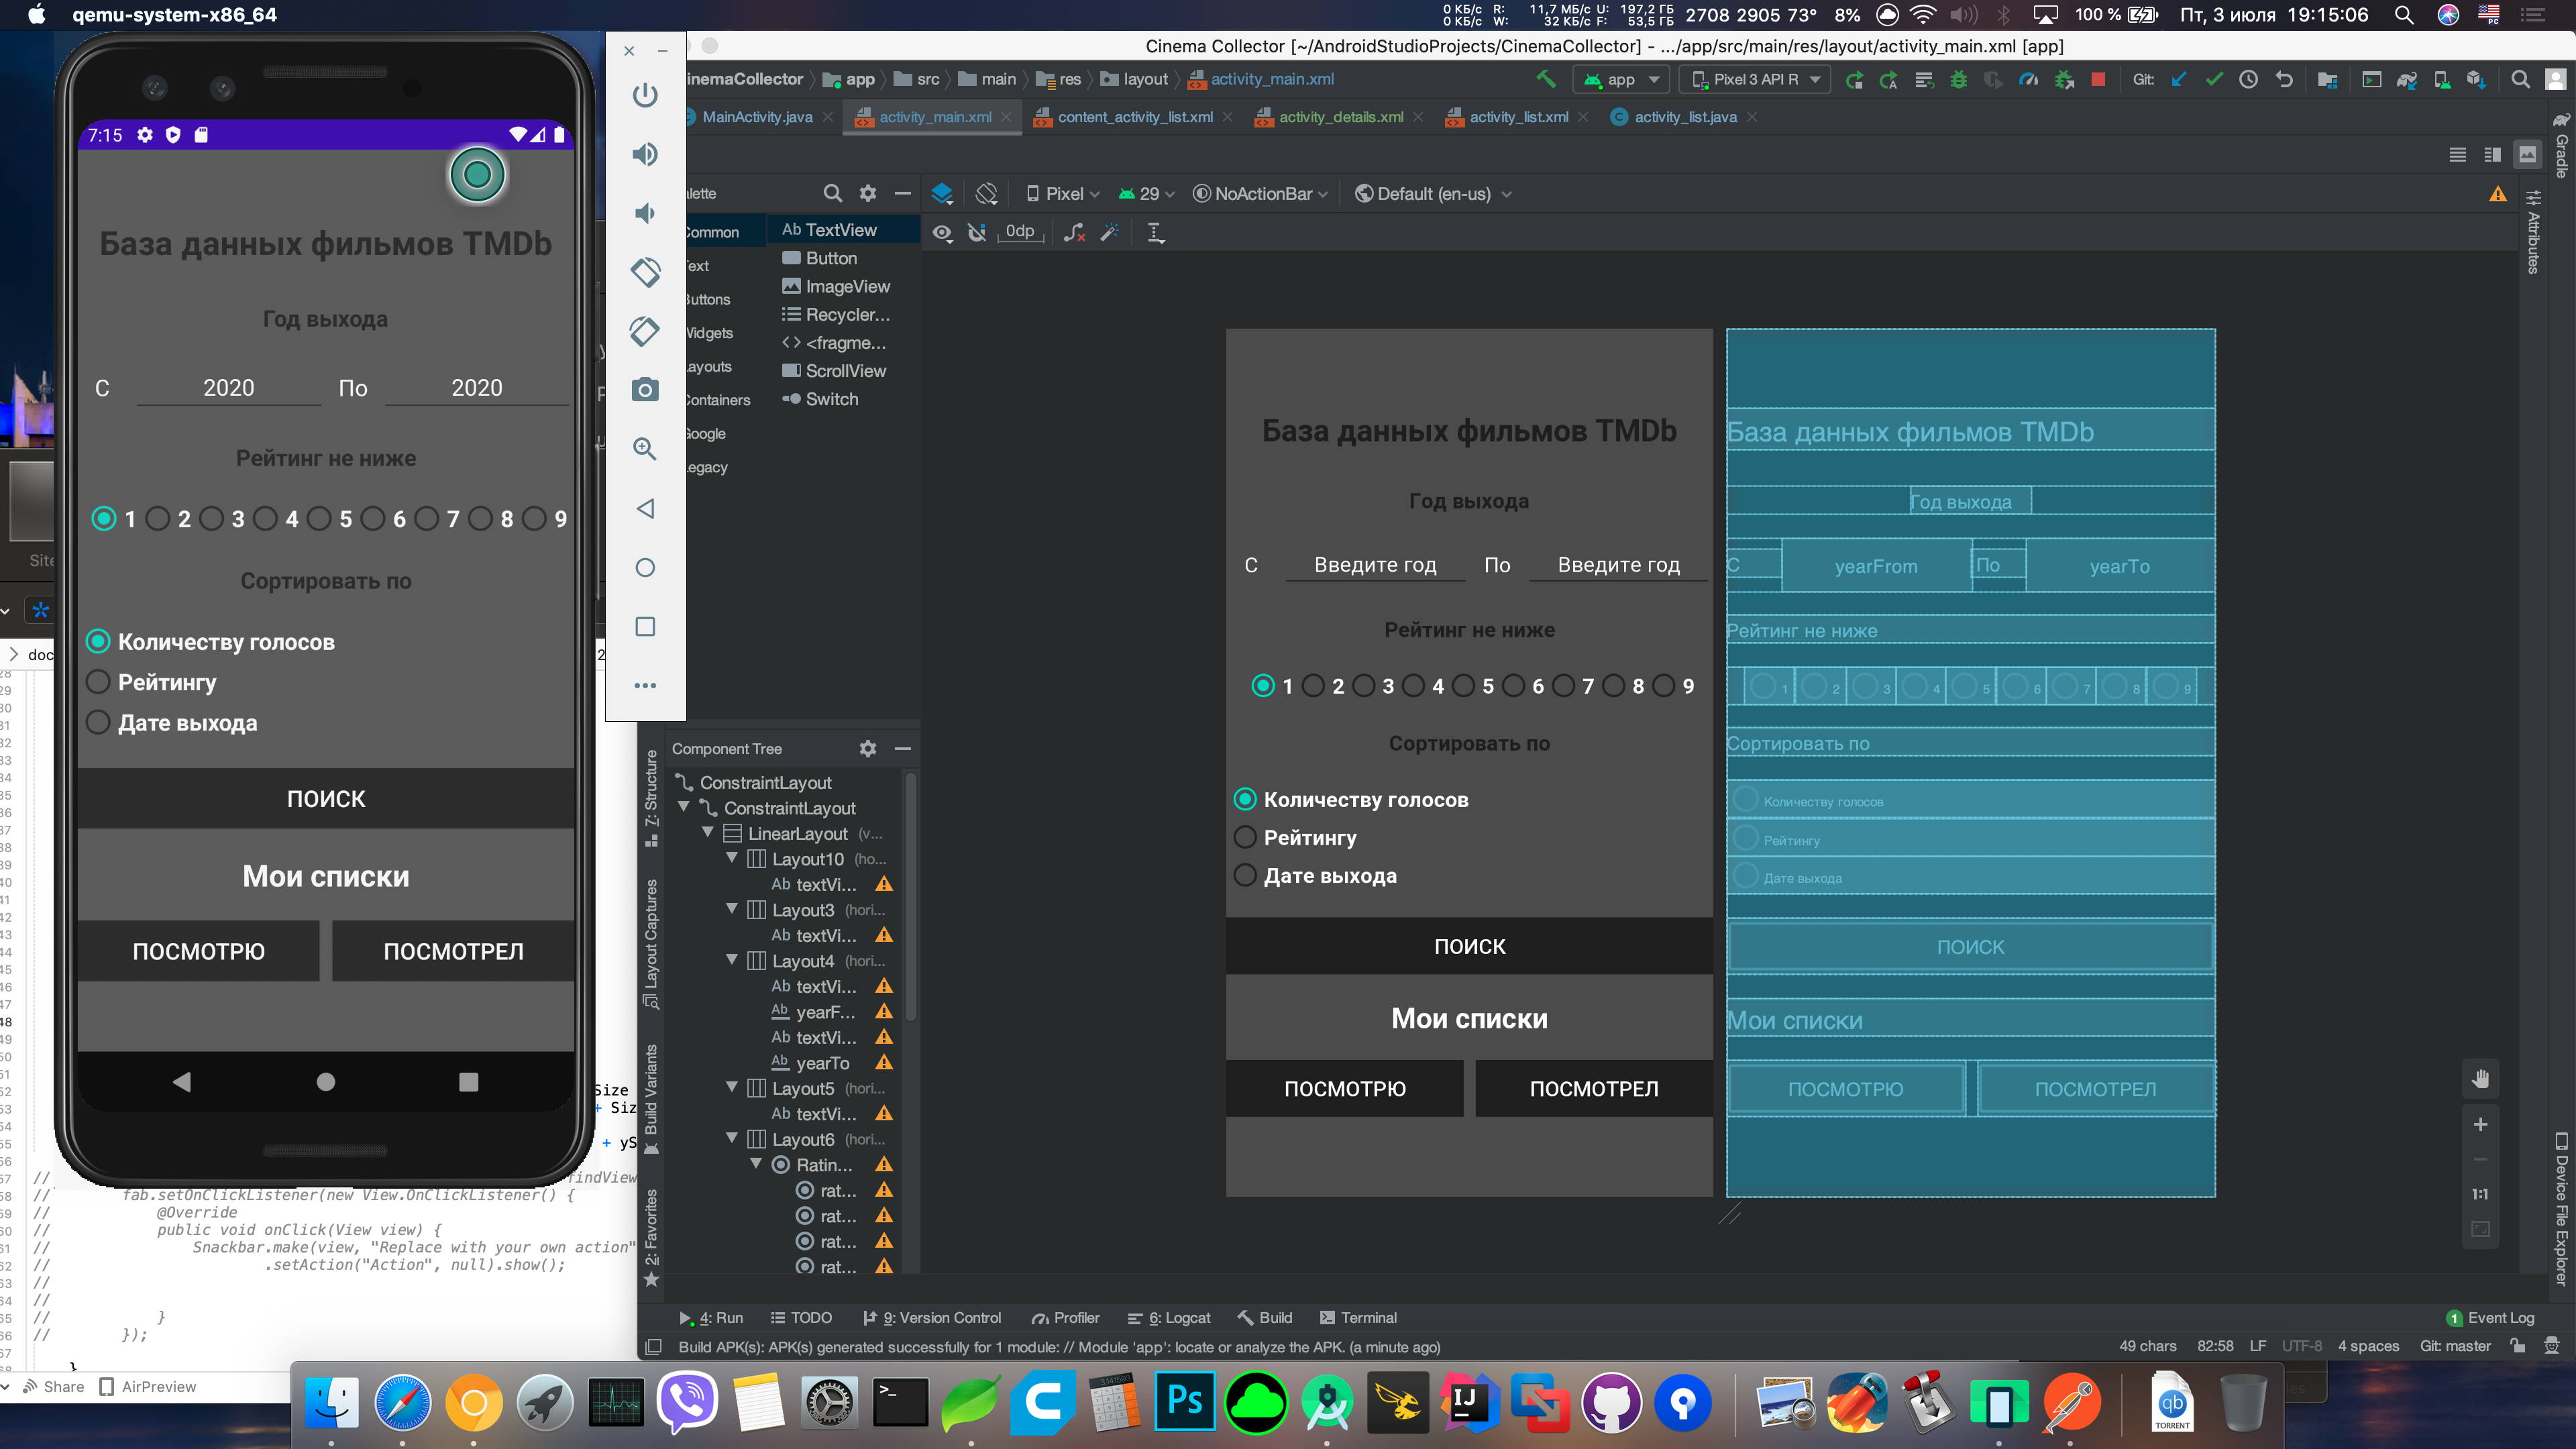 qemu-system-x86_64
0 КБ/с R: 11,7 МБ/с U: 197,2 ГБ
0 КБ/с W: 32 КБ/с F: 53,5 ГБ
2708 2905 73° 8% 100 % Пт, 3 июля 19:15:06
Cinema Collector [~/AndroidStudioProjects/CinemaCollector] - .../app/src/main/res/layout/activity_main.xml [app]
inemaCollector app src main res layout activity_main.xml
app Pixel 3 API R Git:
MainActivity.java activity_main.xml content_activity_list.xml activity_details.xml activity_list.xml activity_list.java
Gradle
Attributes
lette
Pixel 29 NoActionBar Default (en-us)
0dp
Common
Text
Buttons
Widgets
Layouts
Containers
Google
Legacy
Ab TextView
Button
ImageView
Recycler...
<fragme...
ScrollView
Switch
7:15
База данных фильмов TMDb
Год выхода
С 2020 По 2020
Рейтинг не ниже
1 2 3 4 5 6 7 8 9
Сортировать по
Количеству голосов
Рейтингу
Дате выхода
ПОИСК
Мои списки
ПОСМОТРЮ ПОСМОТРЕЛ
База данных фильмов TMDb
Год выхода
С Введите год По Введите год
Рейтинг не ниже
1 2 3 4 5 6 7 8 9
Сортировать по
Количеству голосов
Рейтингу
Дате выхода
ПОИСК
Мои списки
ПОСМОТРЮ ПОСМОТРЕЛ
База данных фильмов TMDb
Год выхода
С yearFrom По yearTo
Рейтинг не ниже
1 2 3 4 5 6 7 8 9
Сортировать по
Количеству голосов
Рейтингу
Дате выхода
ПОИСК
Мои списки
ПОСМОТРЮ ПОСМОТРЕЛ
Component Tree
ConstraintLayout
ConstraintLayout
LinearLayout (v...
Layout10 (ho...
Ab textVi...
Layout3 (hori...
Ab textVi...
Layout4 (hori...
Ab textVi...
Ab yearF...
Ab textVi...
Ab yearTo
Layout5 (hori...
Ab textVi...
Layout6 (hori...
Ratin...
rat...
rat...
rat...
rat...
7: Structure
Layout Captures
Build Variants
2: Favorites
1:1
Device File Explorer
Site
doc
Size
+ Siz
+ yS
// indView
// fab.setOnClickListener(new View.OnClickListener() {
// @Override
// public void onClick(View view) {
// Snackbar.make(view, "Replace with your own action"
// .setAction("Action", null).show();
//
//
// }
// });
}
Share AirPreview
4: Run TODO 9: Version Control Profiler 6: Logcat Build Terminal 1 Event Log
Build APK(s): APK(s) generated successfully for 1 module: // Module 'app': locate or analyze the APK. (a minute ago)
49 chars 82:58 LF UTF-8 4 spaces Git: master
Ps
IJ
qb
TORRENT